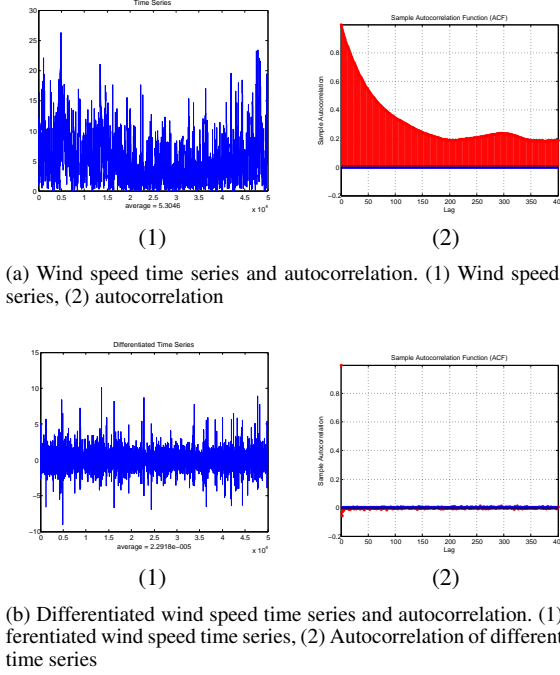 Time Series
30
25
20
15
10
5
0
0 0.5 1 1.5 2 2.5 3 3.5 4 4.5 5
average = 5.3046
x 10⁴
(1)
Sample Autocorrelation Function (ACF)
Sample Autocorrelation
0.8
0.6
0.4
0.2
0
−0.2
0 50 100 150 200 250 300 350 400
Lag
(2)
(a) Wind speed time series and autocorrelation. (1) Wind speed
series, (2) autocorrelation
Differentiated Time Series
15
10
5
0
−5
−10
0 0.5 1 1.5 2 2.5 3 3.5 4 4.5 5
average = 2.2918e−005
x 10⁴
(1)
Sample Autocorrelation Function (ACF)
Sample Autocorrelation
0.8
0.6
0.4
0.2
0
−0.2
0 50 100 150 200 250 300 350 400
Lag
(2)
(b) Differentiated wind speed time series and autocorrelation. (1)
ferentiated wind speed time series, (2) Autocorrelation of different
time series